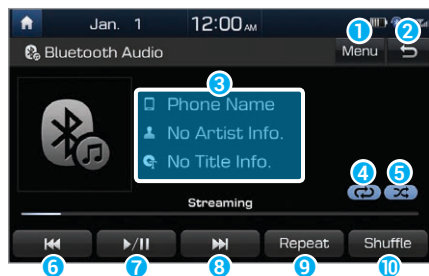 Jan. 1 12:00 AM
1 2
Bluetooth Audio Menu
3
Phone Name
No Artist Info.
No Title Info.
4 5
Streaming
Repeat Shuffle
6 7 8 9 10